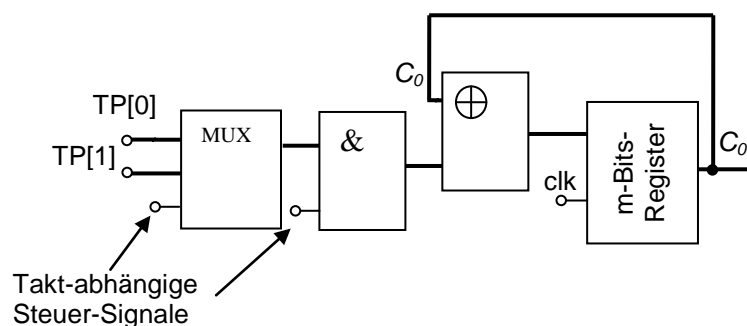 C₀
TP[0]
MUX
TP[1]
&
C₀
clk
m-Bits-
Register
Takt-abhängige
Steuer-Signale